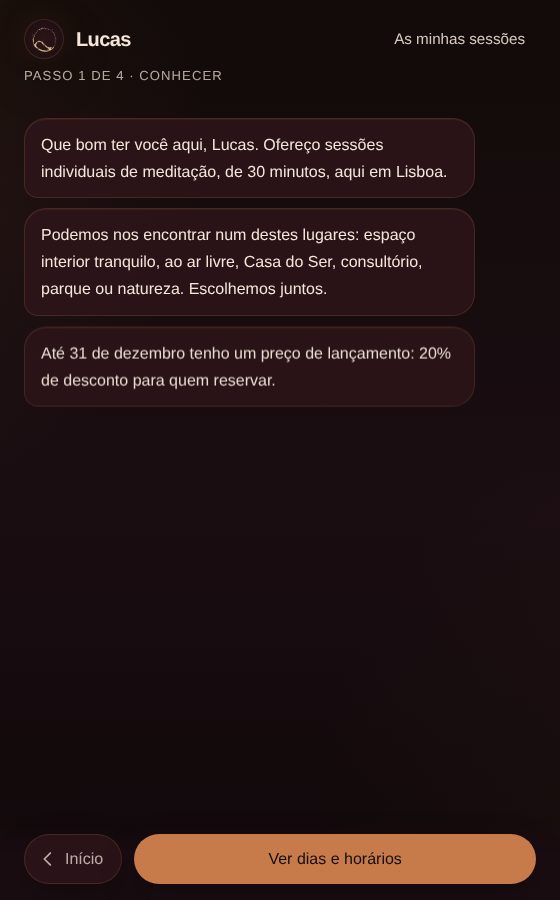 Lucas
As minhas sessões
PASSO 1 DE 4 · CONHECER
Que bom ter você aqui, Lucas. Ofereço sessões
individuais de meditação, de 30 minutos, aqui em Lisboa.
Podemos nos encontrar num destes lugares: espaço
interior tranquilo, ao ar livre, Casa do Ser, consultório,
parque ou natureza. Escolhemos juntos.
Até 31 de dezembro tenho um preço de lançamento: 20%
de desconto para quem reservar.
Início
Ver dias e horários